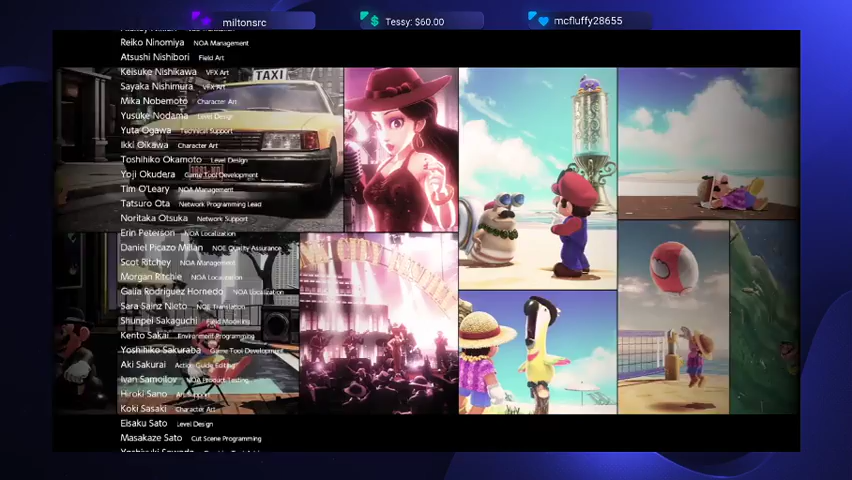 miltonsrc
Tessy: $60.00
mcfluffy28655
Reiko Ninomiya NOA Management
Atsushi Nishibori Field Art
Keisuke Nishikawa VFX Art
Sayaka Nishimura VFX Art
Mika Nobemoto Character Art
Yusuke Nodama Level Design
Yuta Ogawa Technical Support
Ikki Oikawa Character Art
Toshihiko Okamoto Level Design
Yoji Okudera Game Tool Development
Tim O'Leary NOA Management
Tatsuro Ota Network Programming Lead
Noritaka Otsuka Network Support
Erin Peterson NOA Localization
Daniel Picazo Millan NOE Quality Assurance
Scot Ritchey NOA Management
Morgan Ritchie NOA Localization
Galia Rodriguez Hornedo NOA Localization
Sara Sainz Nieto NOE Translation
Shunpei Sakaguchi Field Modeling
Kento Sakai Environment Programming
Yoshihiko Sakuraba Game Tool Development
Aki Sakurai Action Guide Editing
Ivan Samoilov NOA Product Testing
Hiroki Sano Art Support
Koki Sasaki Character Art
Eisaku Sato Level Design
Masakaze Sato Cut Scene Programming
TAXI